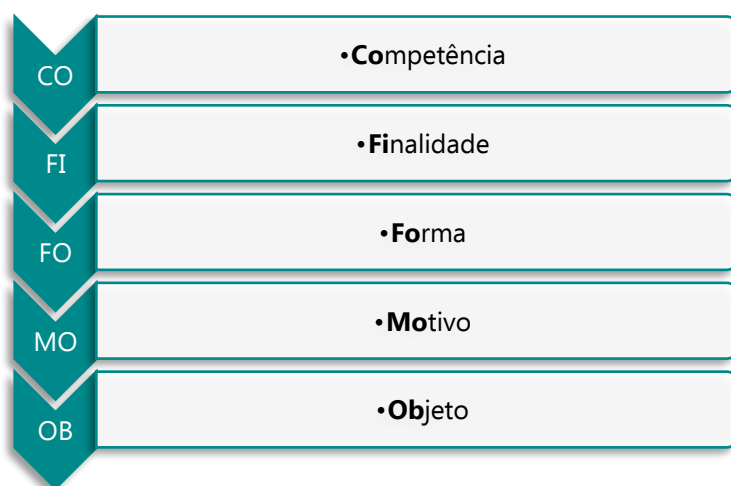 CO
•Competência
FI
•Finalidade
FO
•Forma
MO
•Motivo
OB
•Objeto